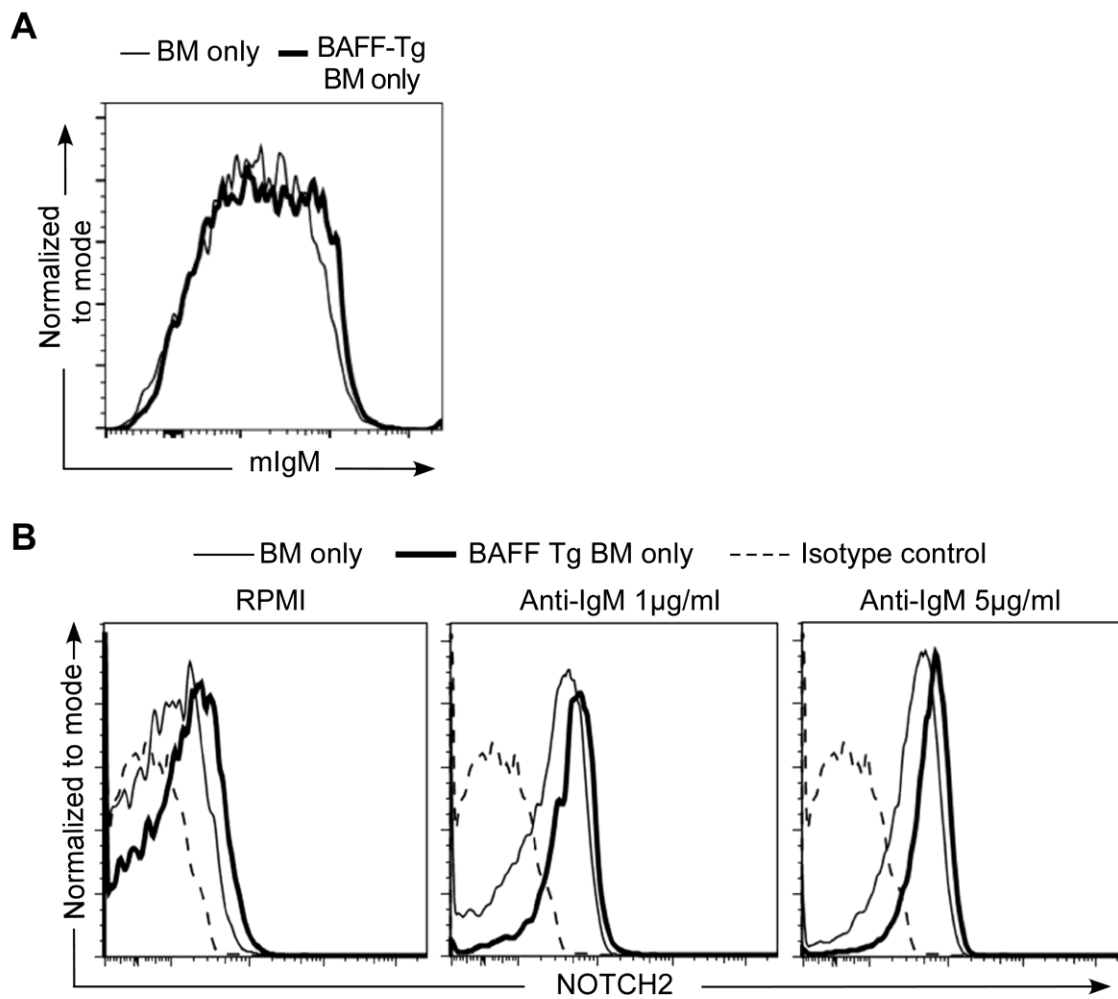 A
BM only BAFF-Tg
BM only
Normalized
to mode
mIgM
B
BM only BAFF Tg BM only Isotype control
RPMI Anti-IgM 1µg/ml Anti-IgM 5µg/ml
Normalized to mode
NOTCH2